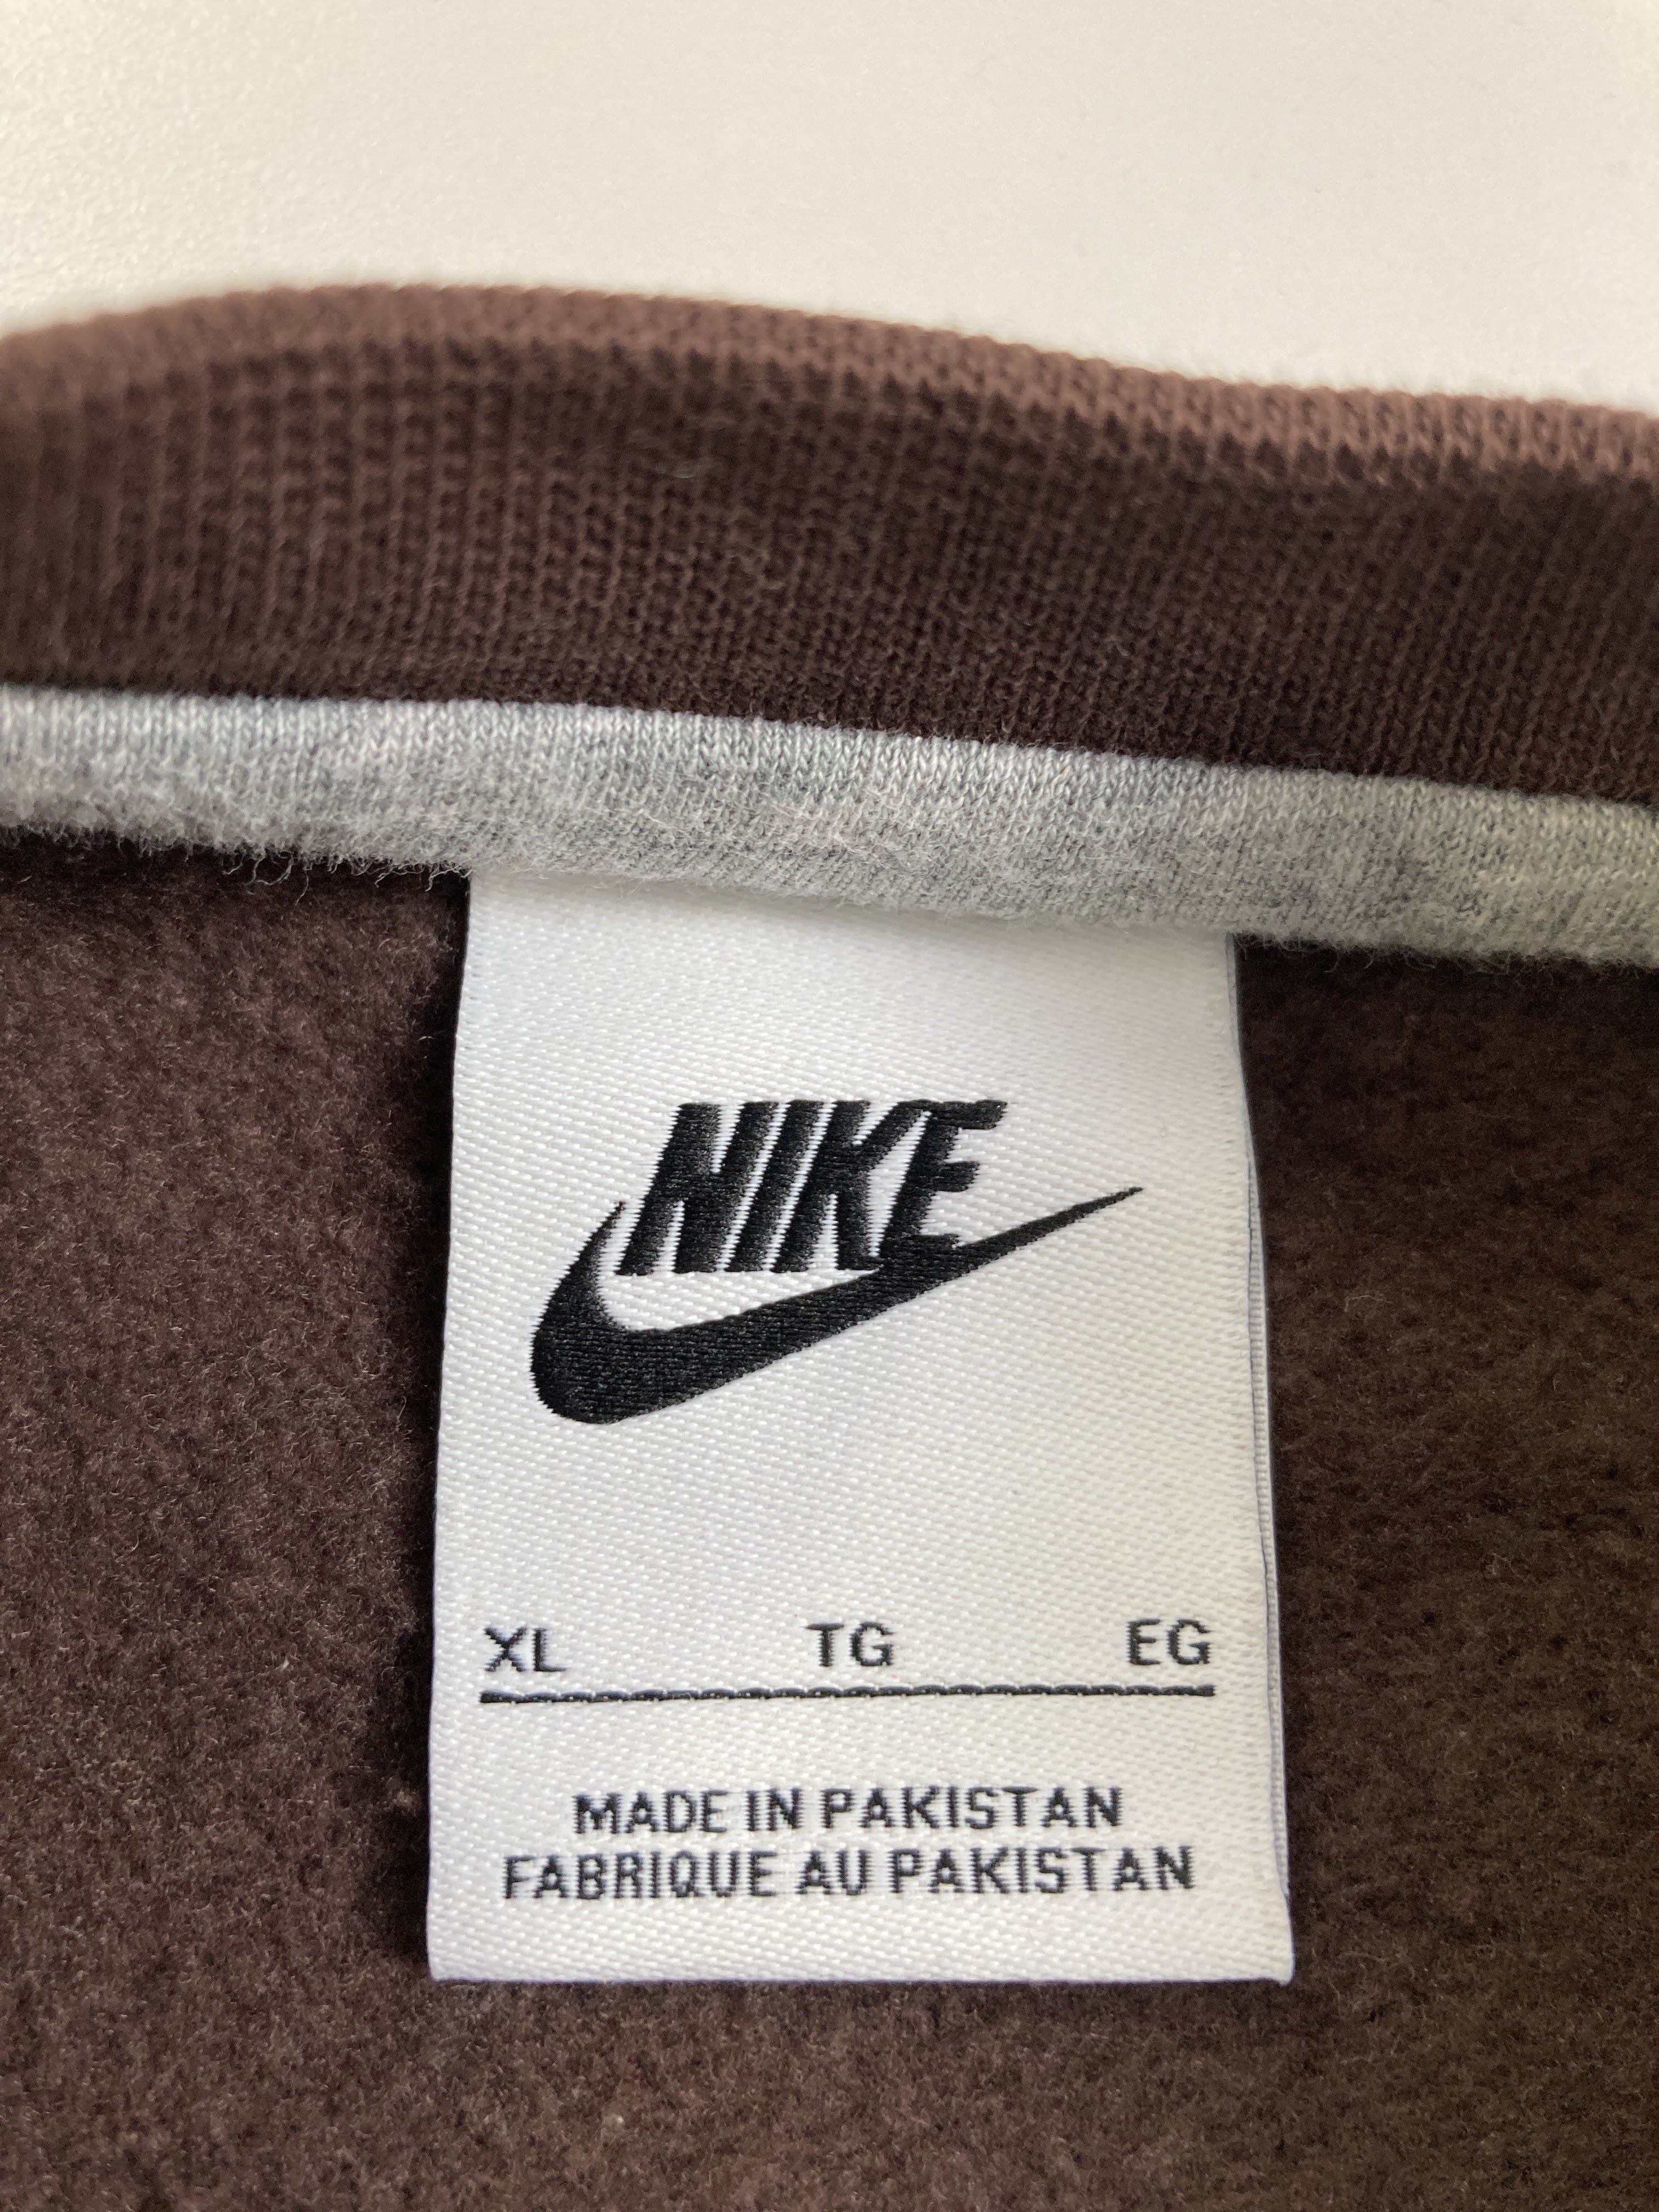 NIKE
XL TG EG
MADE IN PAKISTAN
FABRIQUE AU PAKISTAN